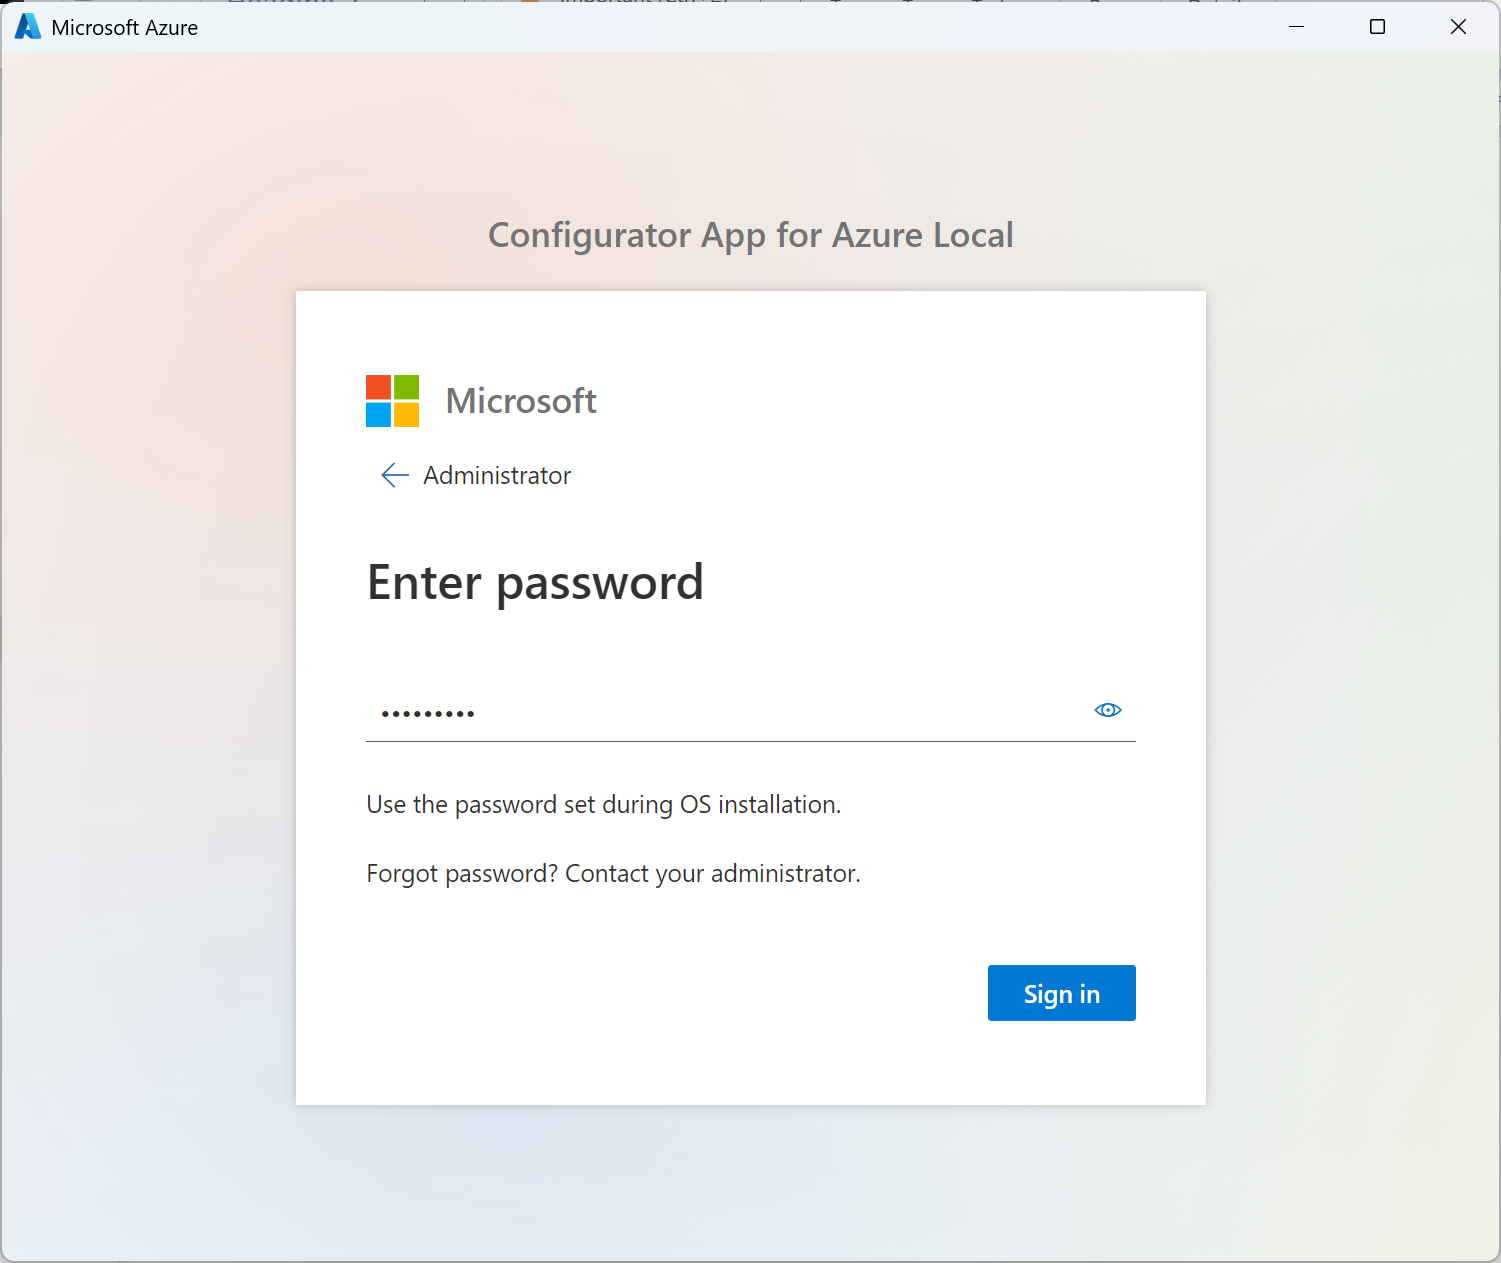 Microsoft Azure
Configurator App for Azure Local
Microsoft
Administrator
Enter password
•••••••••
Use the password set during OS installation.
Forgot password? Contact your administrator.
Sign in